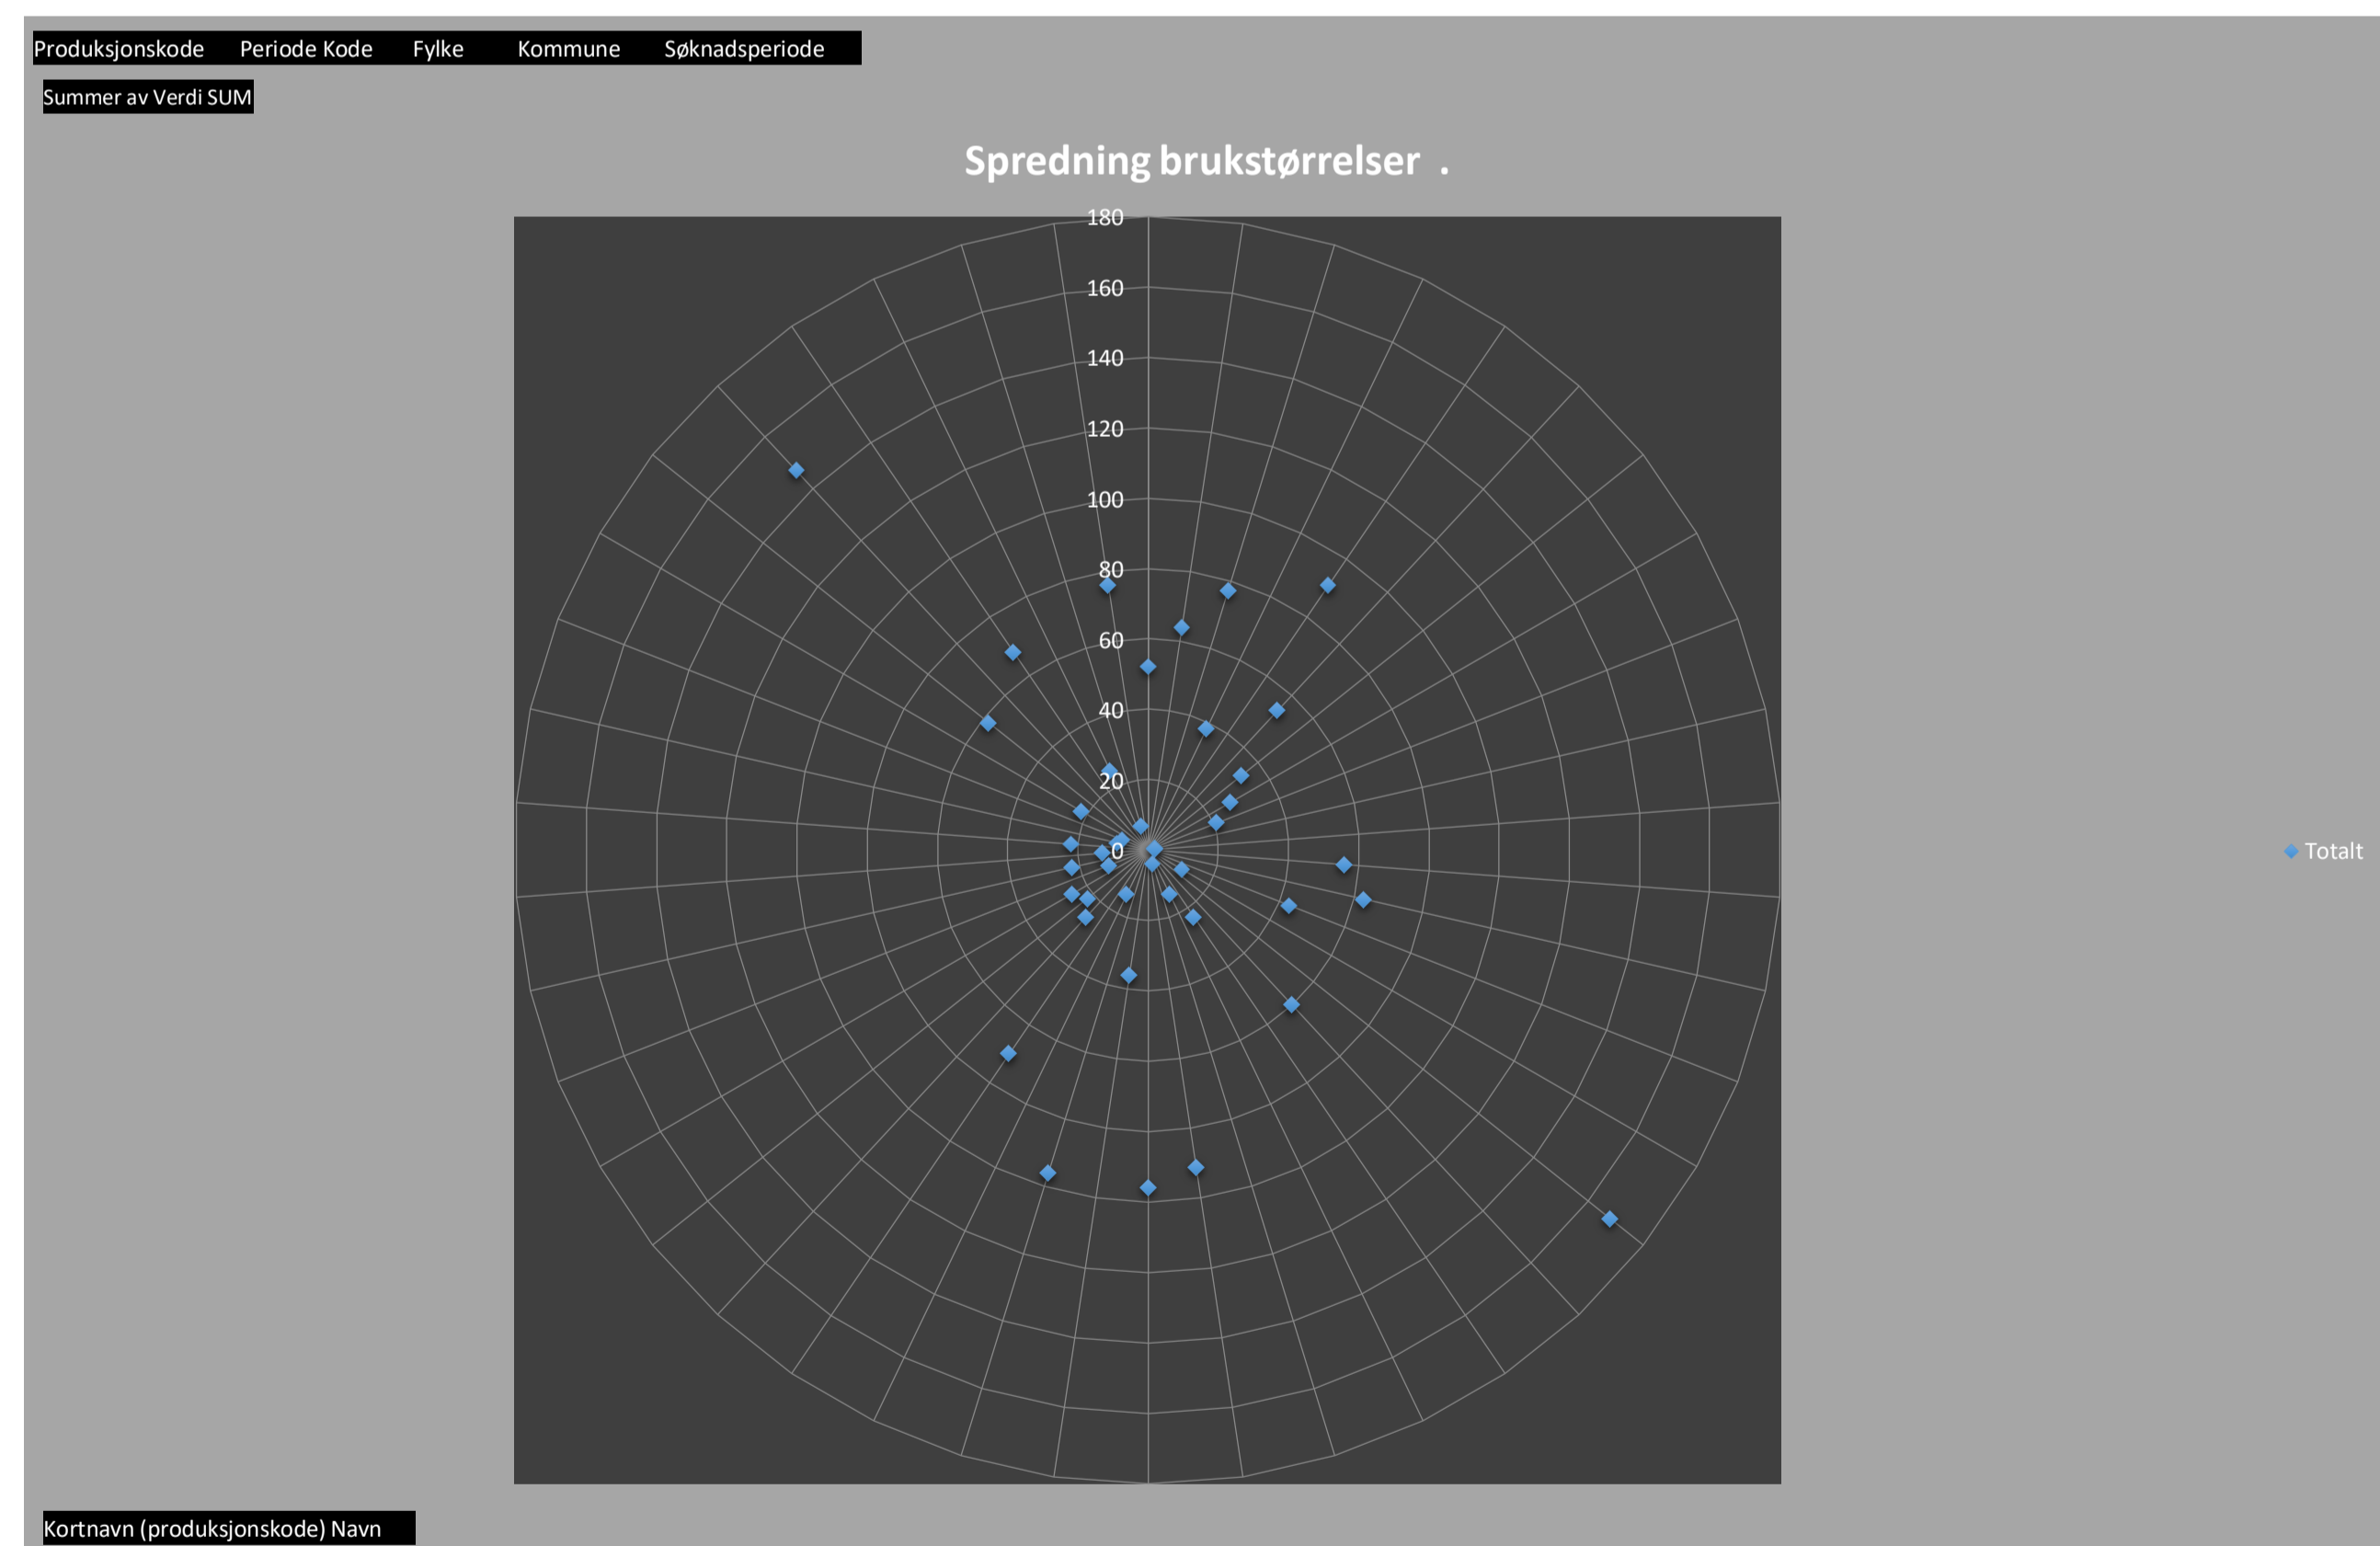 Produksjonskode Periode Kode Fylke Kommune Søknadsperiode
Summer av Verdi SUM
Spredning brukstørrelser .
180
160
140
120
100
80
60
40
20
0
Totalt
Kortnavn (produksjonskode) Navn